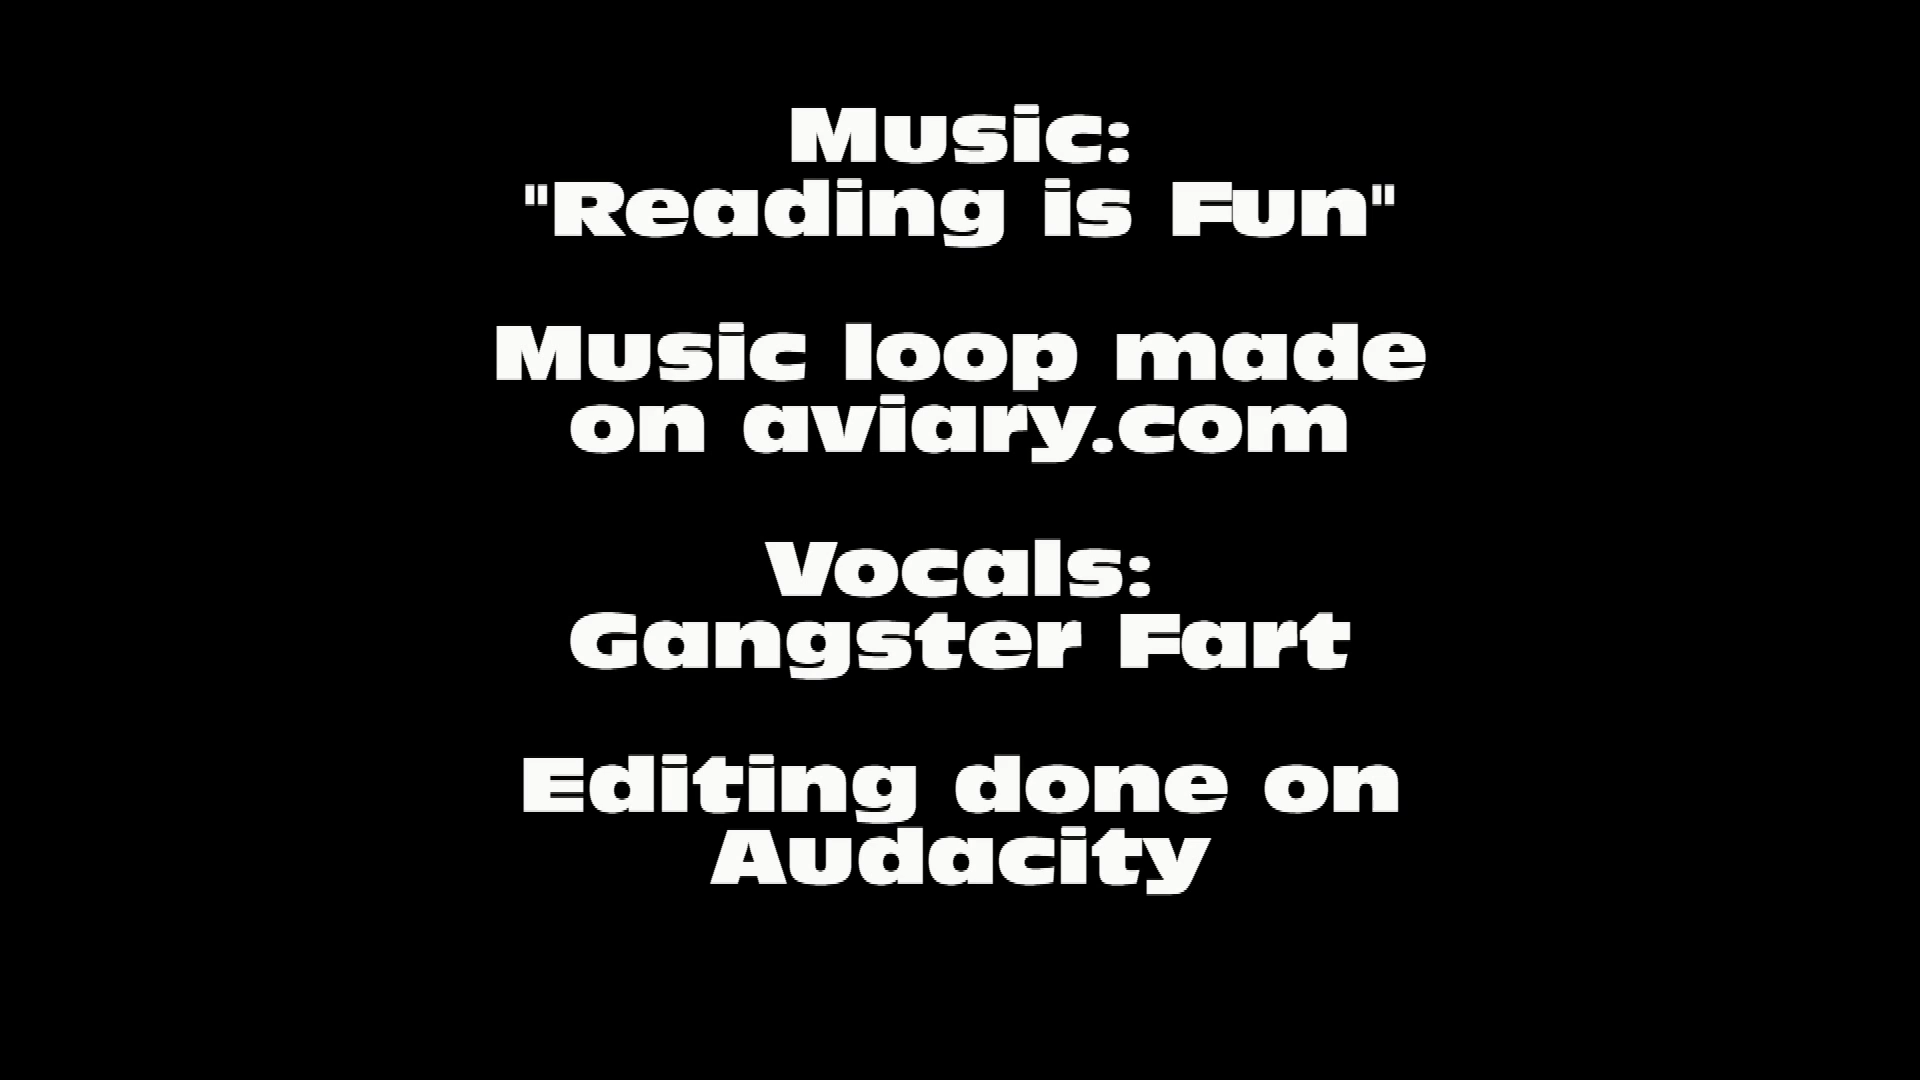 Music:
"Reading is Fun"
Music loop made
on aviary.com
Vocals:
Gangster Fart
Editing done on
Audacity